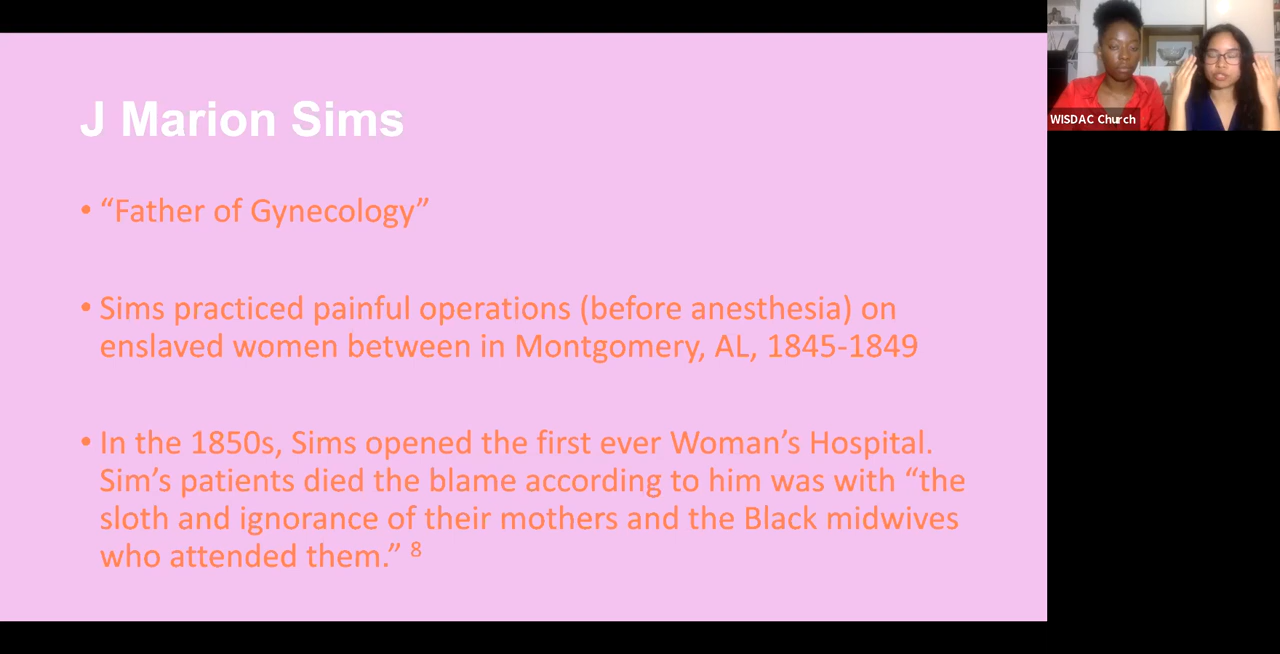 J Marion Sims
• “Father of Gynecology”
• Sims practiced painful operations (before anesthesia) on
enslaved women between in Montgomery, AL, 1845-1849
• In the 1850s, Sims opened the first ever Woman’s Hospital.
Sim’s patients died the blame according to him was with “the
sloth and ignorance of their mothers and the Black midwives
who attended them.” 8
WISDAC Church